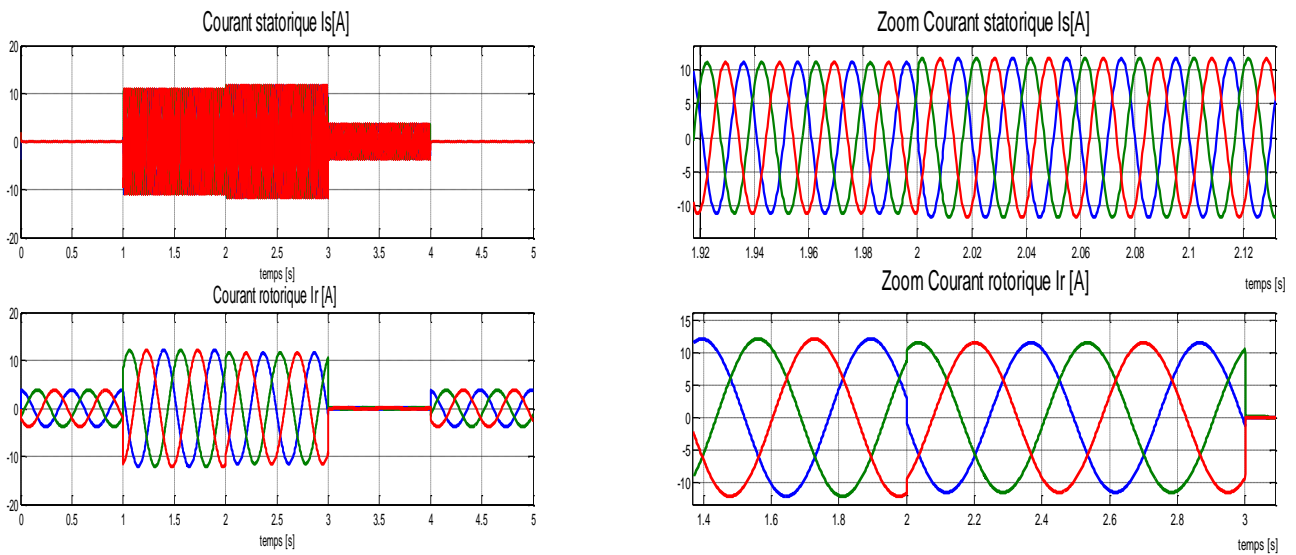 Courant statorique Is[A]
20
10
0
-10
-20
0 0.5 1 1.5 2 2.5 3 3.5 4 4.5 5
temps [s]
Zoom Courant statorique Is[A]
10
5
0
-5
-10
1.92 1.94 1.96 1.98 2 2.02 2.04 2.06 2.08 2.1 2.12
temps [s]
Courant rotorique Ir [A]
20
10
0
-10
-20
0 0.5 1 1.5 2 2.5 3 3.5 4 4.5 5
temps [s]
Zoom Courant rotorique Ir [A]
15
10
5
0
-5
-10
1.4 1.6 1.8 2 2.2 2.4 2.6 2.8 3
temps [s]